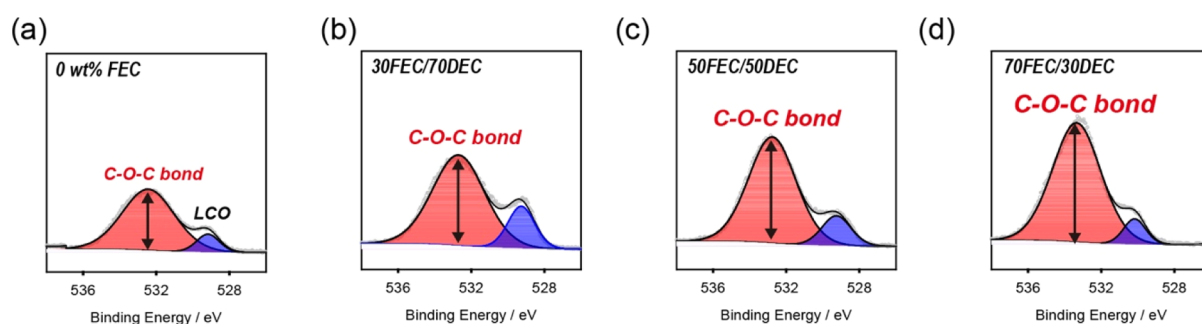 (a)
0 wt% FEC
C-O-C bond
LCO
536 532 528
Binding Energy / eV
(b)
30FEC/70DEC
C-O-C bond
536 532 528
Binding Energy / eV
(c)
50FEC/50DEC
C-O-C bond
536 532 528
Binding Energy / eV
(d)
70FEC/30DEC
C-O-C bond
536 532 528
Binding Energy / eV